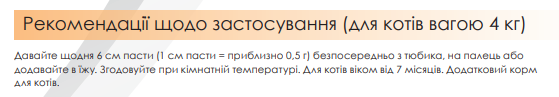 Рекомендації щодо застосування (для котів вагою 4 кг)
Давайте щодня 6 см пасти (1 см пасти = приблизно 0,5 г) безпосередньо з тюбика, на палець або
додавайте в їжу. Згодовуйте при кімнатній температурі. Для котів віком від 7 місяців. Додатковий корм
для котів.